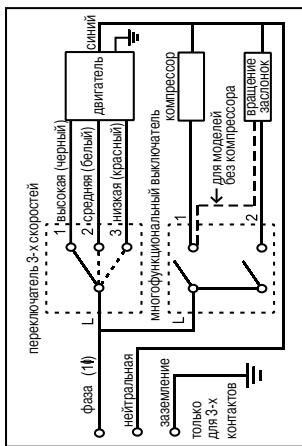 переключатель 3-х скоростей
1 высокая (черный)
2 средняя (белый)
3 низкая (красный)
L
двигатель
синий
многофункциональный выключатель
L
1
2
для моделей
без компрессора
компрессор
вращение
заслонок
фаза
нейтральная
заземление
только
для 3-х
контактов